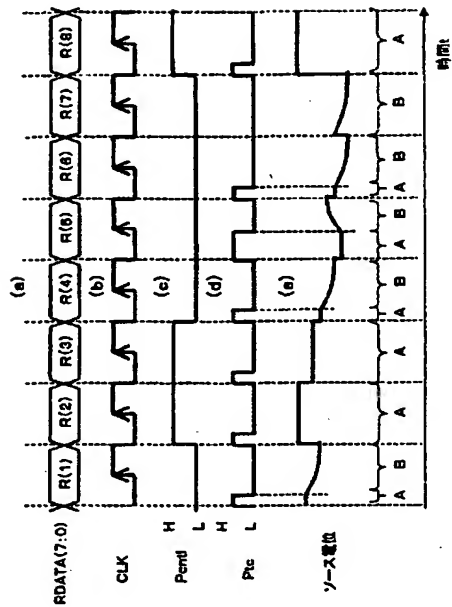 (a)
RDATA(7:0) R(1) R(2) R(3) R(4) R(5) R(6) R(7) R(8)
(b)
CLK
(c)
Pcntl H L
(d)
Ptc H L
(e)
ソース電位
A B A A A B A B A B B A
時間t